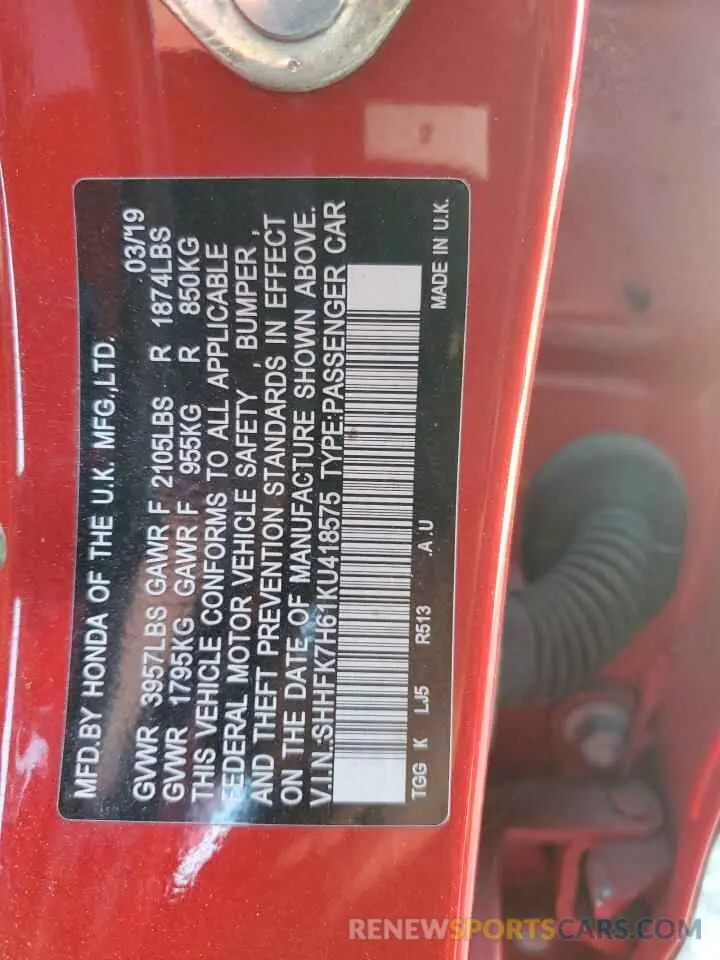 MFD.BY HONDA OF THE U.K. MFG.,LTD. 03/19
GVWR 3957LBS GAWR F 2105LBS R 1874LBS
GVWR 1795KG GAWR F 955KG R 850KG
THIS VEHICLE CONFORMS TO ALL APPLICABLE
FEDERAL MOTOR VEHICLE SAFETY , BUMPER ,
AND THEFT PREVENTION STANDARDS IN EFFECT
ON THE DATE OF MANUFACTURE SHOWN ABOVE.
V.I.N.:SHHFK7H61KU418575 TYPE:PASSENGER CAR
TGG K LJ5 R513 .A .U MADE IN U.K.
RENEWSPORTSCARS.COM